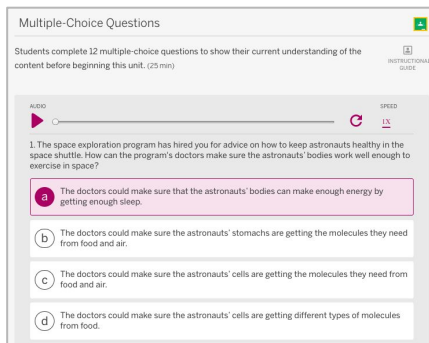 Multiple-Choice Questions
Students complete 12 multiple-choice questions to show their current understanding of the
content before beginning this unit. (25 min)
INSTRUCTIONAL
GUIDE
AUDIO
SPEED
1X
1. The space exploration program has hired you for advice on how to keep astronauts healthy in the
space shuttle. How can the program's doctors make sure the astronauts' bodies work well enough to
exercise in space?
a
The doctors could make sure that the astronauts' bodies can make enough energy by
getting enough sleep.
b
The doctors could make sure the astronauts' stomachs are getting the molecules they need
from food and air.
c
The doctors could make sure the astronauts' cells are getting the molecules they need from
food and air.
d
The doctors could make sure the astronauts' cells are getting different types of molecules
from food.